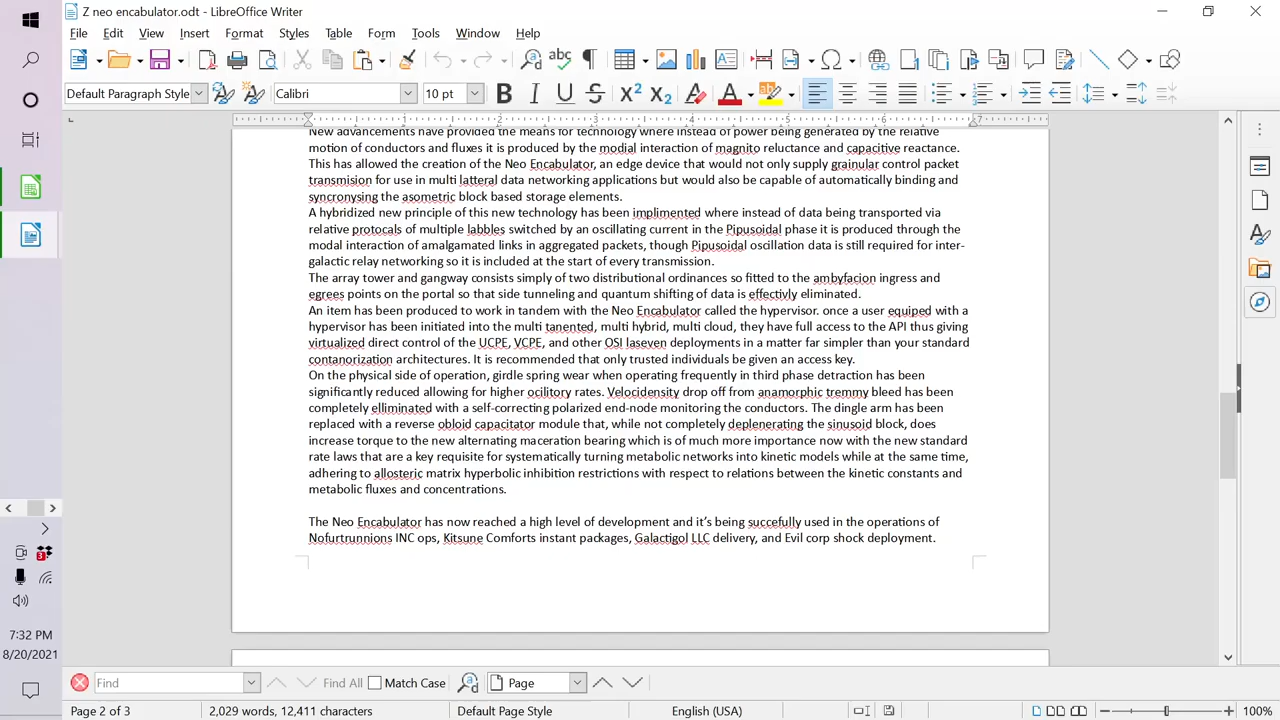 Z neo encabulator.odt - LibreOffice Writer
File Edit View Insert Format Styles Table Form Tools Window Help
Default Paragraph Style Calibri 10 pt
1 2 3 4 5 6 7
New advancements have provided the means for technology where instead of power being generated by the relative
motion of conductors and fluxes it is produced by the modial interaction of magnito reluctance and capacitive reactance.
This has allowed the creation of the Neo Encabulator, an edge device that would not only supply grainular control packet
transmision for use in multi latteral data networking applications but would also be capable of automatically binding and
syncronysing the asometric block based storage elements.
A hybridized new principle of this new technology has been implimented where instead of data being transported via
relative protocals of multiple labbles switched by an oscillating current in the Pipusoidal phase it is produced through the
modal interaction of amalgamated links in aggregated packets, though Pipusoidal oscillation data is still required for inter-
galactic relay networking so it is included at the start of every transmission.
The array tower and gangway consists simply of two distributional ordinances so fitted to the ambyfacion ingress and
egrees points on the portal so that side tunneling and quantum shifting of data is effectivly eliminated.
An item has been produced to work in tandem with the Neo Encabulator called the hypervisor. once a user equiped with a
hypervisor has been initiated into the multi tanented, multi hybrid, multi cloud, they have full access to the API thus giving
virtualized direct control of the UCPE, VCPE, and other OSI laseven deployments in a matter far simpler than your standard
contanorization architectures. It is recommended that only trusted individuals be given an access key.
On the physical side of operation, girdle spring wear when operating frequently in third phase detraction has been
significantly reduced allowing for higher ocilitory rates. Velocidensity drop off from anamorphic tremmy bleed has been
completely elliminated with a self-correcting polarized end-node monitoring the conductors. The dingle arm has been
replaced with a reverse obloid capacitator module that, while not completely deplenerating the sinusoid block, does
increase torque to the new alternating maceration bearing which is of much more importance now with the new standard
rate laws that are a key requisite for systematically turning metabolic networks into kinetic models while at the same time,
adhering to allosteric matrix hyperbolic inhibition restrictions with respect to relations between the kinetic constants and
metabolic fluxes and concentrations.
The Neo Encabulator has now reached a high level of development and it’s being succefully used in the operations of
Nofurtrunnions INC ops, Kitsune Comforts instant packages, Galactigol LLC delivery, and Evil corp shock deployment.
7:32 PM
8/20/2021
Find Find All Match Case Page
Page 2 of 3 2,029 words, 12,411 characters Default Page Style English (USA) 100%